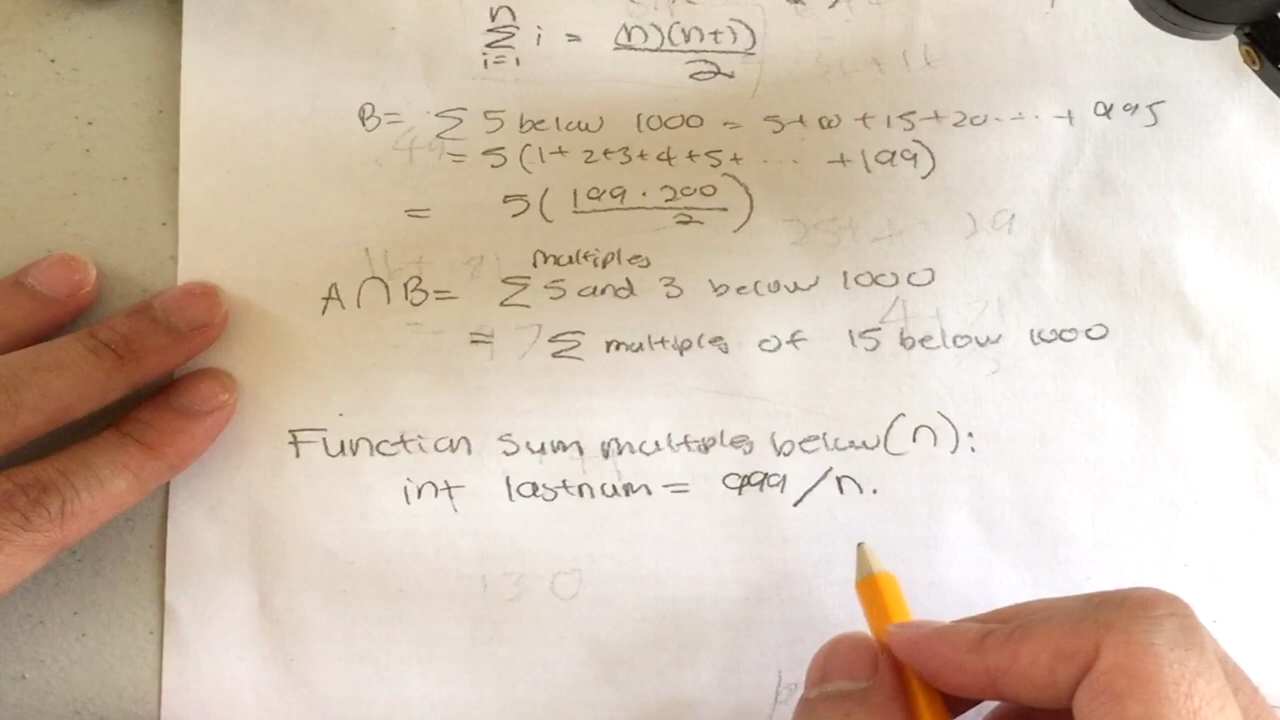 n
Σ i = (n)(n+1)
i=1 2
B= Σ 5 below 1000 = 5+10+15+20....+ 995
= 5(1+2+3+4+5+ ... +199)
= 5(199·200
2)
multiples
A∩B= Σ 5 and 3 below 1000
= Σ multiples of 15 below 1000
Function sum multiples below(n):
int lastnum = 999/n.
130